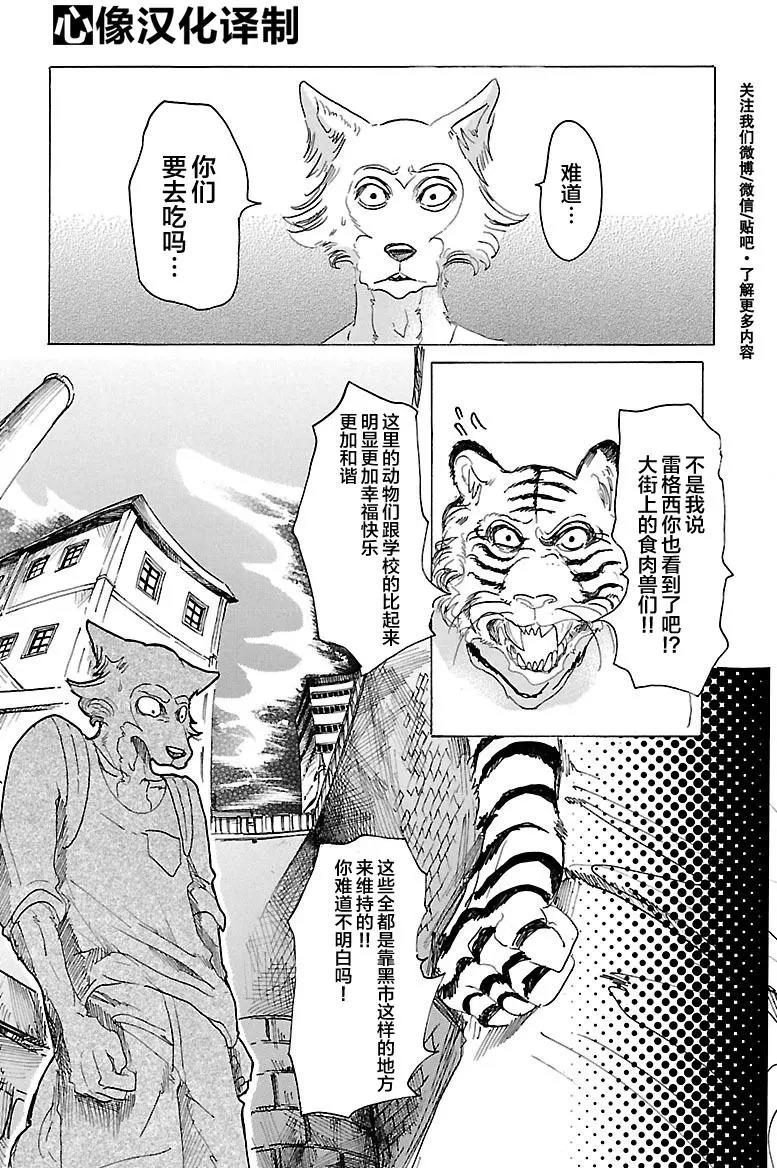 心像汉化译制
关注我们微博/微信/贴吧・了解更多内容
难道…
你们
要去吃吗…
不是我说
雷格西你也看到了吧!?
大街上的食肉兽们!!
这里的动物们跟学校的比起来
明显更加幸福快乐
更加和谐
这些全都是靠黑市这样的地方
来维持的!!
你难道不明白吗!